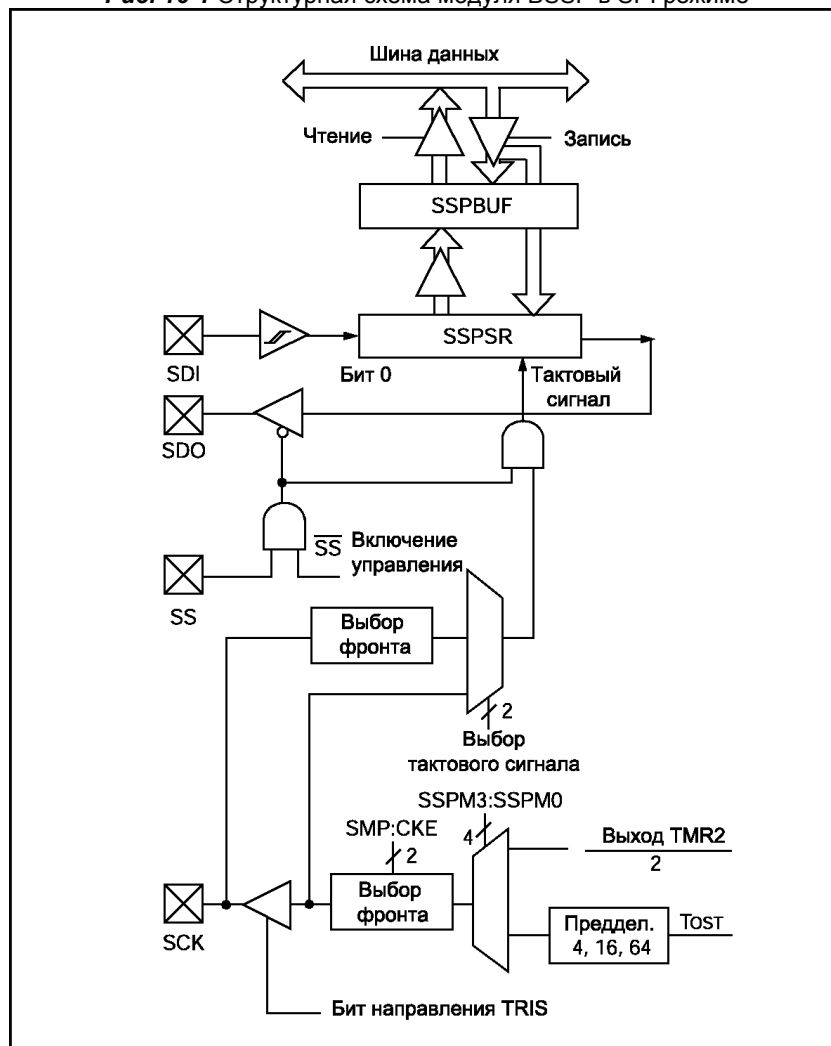 Шина данных
Чтение
Запись
SSPBUF
SSPSR
SDI
Бит 0
Тактовый
сигнал
SDO
SS
Включение
управления
SS
Выбор
фронта
2
Выбор
тактового сигнала
SSPM3:SSPM0
SMP:CKE
4
Выход TMR2
2
2
Выбор
фронта
SCK
Преддел.
4, 16, 64
Tost
Бит направления TRIS